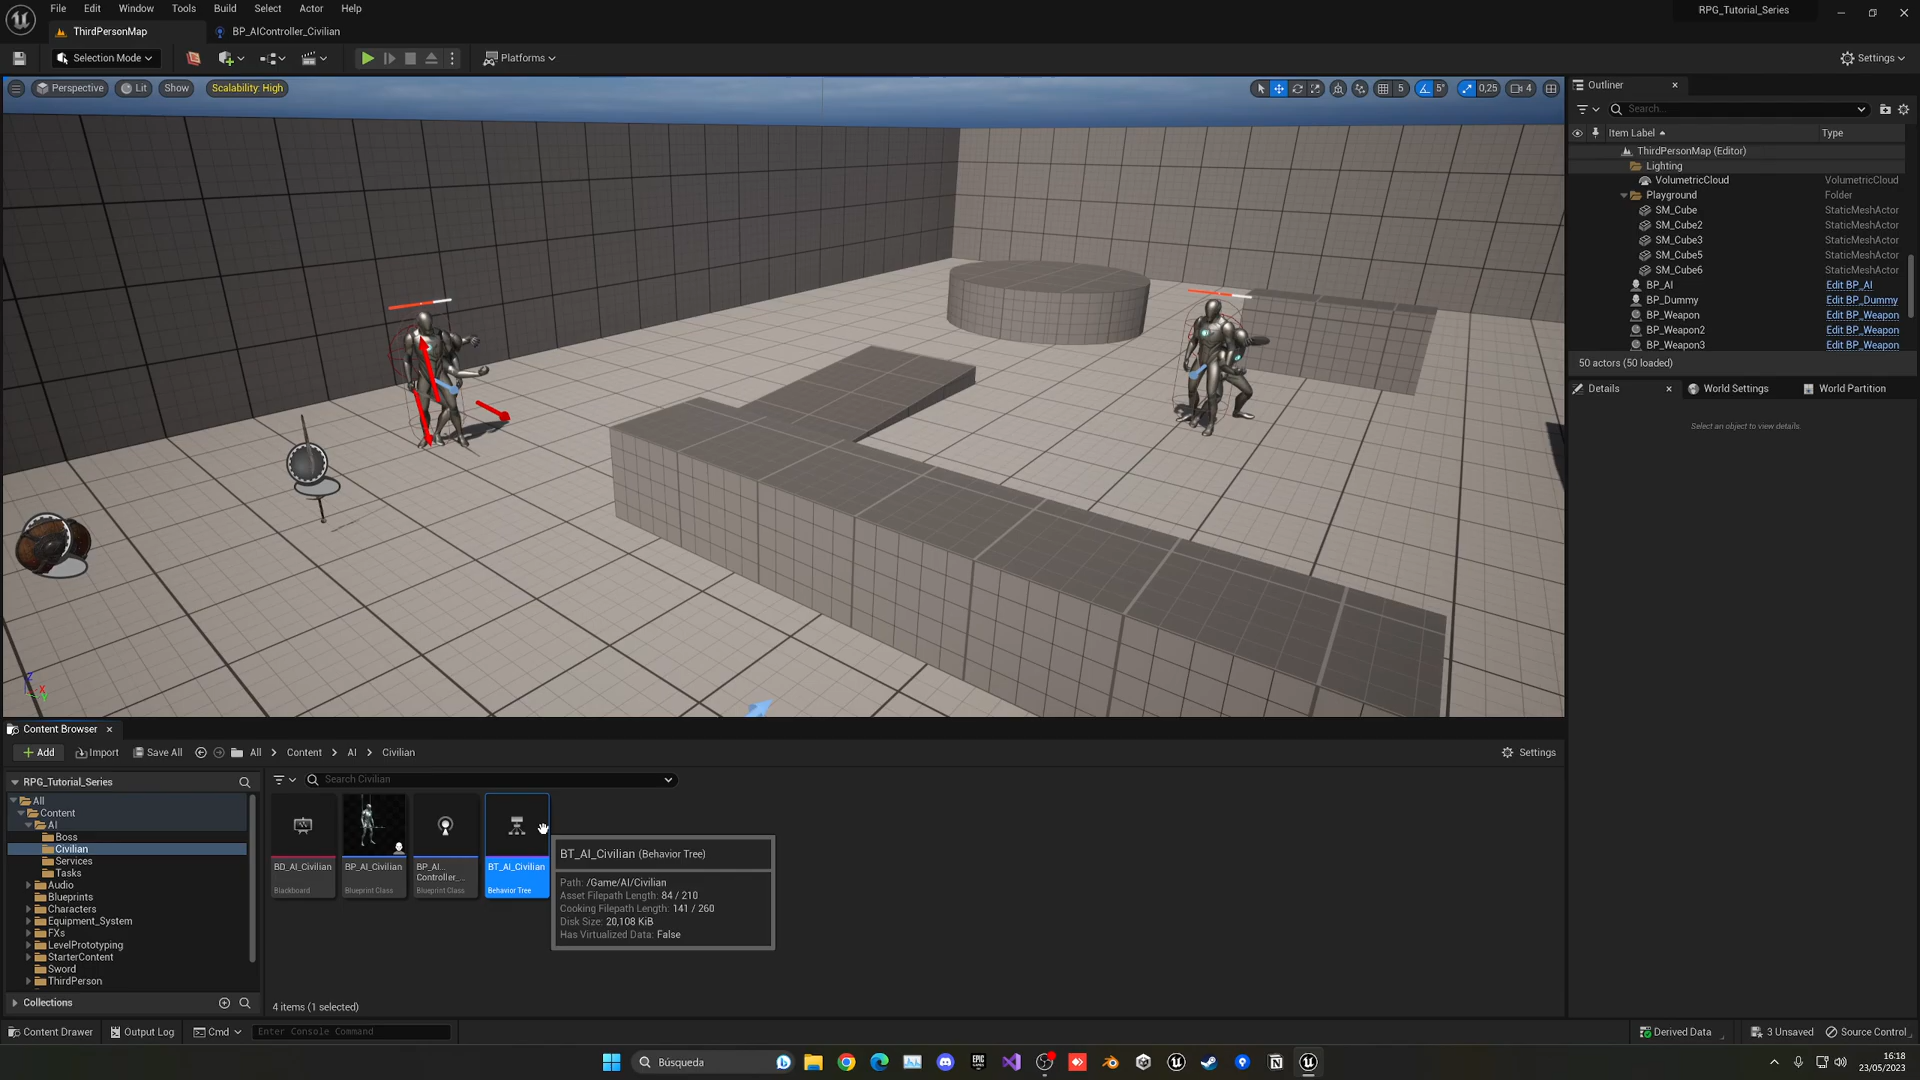 File Edit Window Tools Build Select Actor Help
RPG_Tutorial_Series
ThirdPersonMap
BP_AIController_Civilian
Selection Mode
Platforms
Settings
Perspective
Lit
Show
Scalability: High
5
5°
0,25
4
Outliner
Search...
Item Label
Type
ThirdPersonMap (Editor)
Lighting
VolumetricCloud VolumetricCloud
Playground Folder
SM_Cube StaticMeshActor
SM_Cube2 StaticMeshActor
SM_Cube3 StaticMeshActor
SM_Cube5 StaticMeshActor
SM_Cube6 StaticMeshActor
BP_AI Edit BP_AI
BP_Dummy Edit BP_Dummy
BP_Weapon Edit BP_Weapon
BP_Weapon2 Edit BP_Weapon
BP_Weapon3 Edit BP_Weapon
50 actors (50 loaded)
Details
World Settings
World Partition
Select an object to view details.
Z
X
Y
Content Browser
Add
Import
Save All
All > Content > AI > Civilian
Settings
RPG_Tutorial_Series
Search Civilian
All
Content
AI
Boss
Civilian
Services
Tasks
Audio
Blueprints
Characters
Equipment_System
FXs
LevelPrototyping
StarterContent
Sword
ThirdPerson
BD_AI_Civilian
Blackboard
BP_AI_Civilian
Blueprint Class
BP_AI...
Controller_...
Blueprint Class
BT_AI_Civilian
Behavior Tree
BT_AI_Civilian (Behavior Tree)
Path: /Game/AI/Civilian
Asset Filepath Length: 84 / 210
Cooking Filepath Length: 141 / 260
Disk Size: 20,108 KiB
Has Virtualized Data: False
Collections
4 items (1 selected)
Content Drawer
Output Log
Cmd
Enter Console Command
Derived Data
3 Unsaved
Source Control
Búsqueda
EPIC
GAMES
16:18
23/05/2023